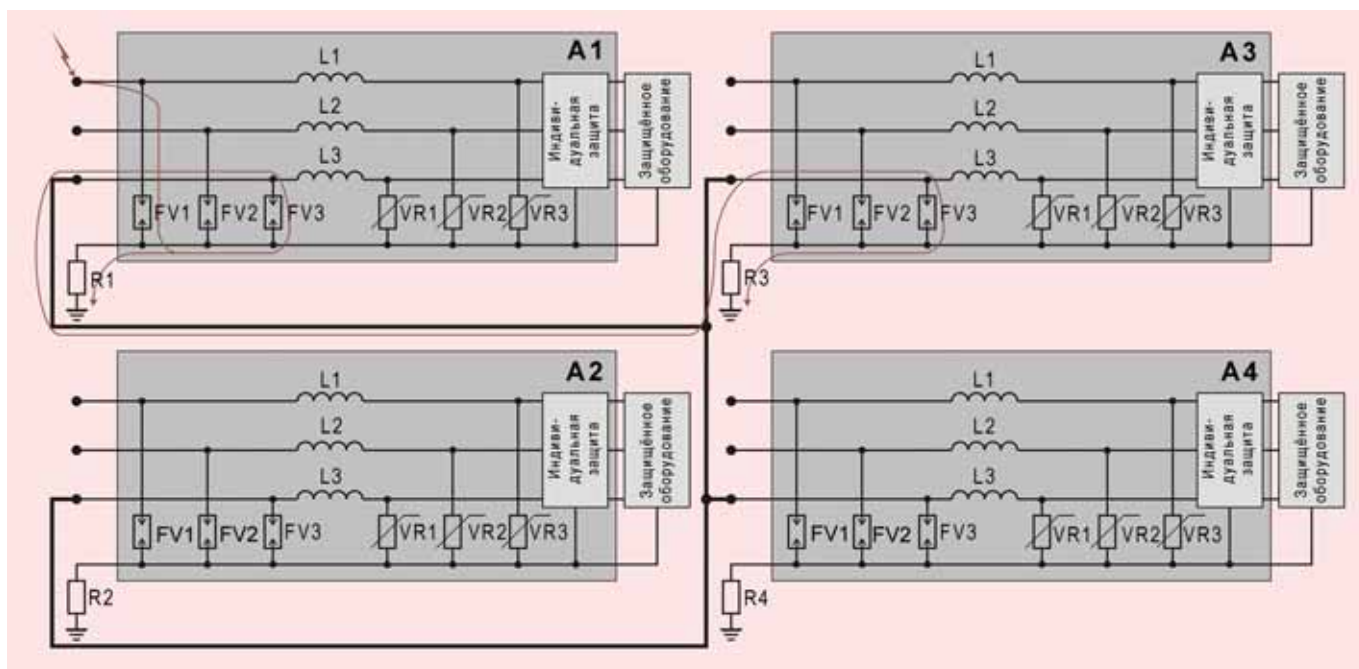 A1
L1
L2
L3
Индиви-
дуальная
защита
Защищённое
оборудование
FV1
FV2
FV3
VR1
VR2
VR3
R1
A3
L1
L2
L3
Индиви-
дуальная
защита
Защищённое
оборудование
FV1
FV2
FV3
VR1
VR2
VR3
R3
A2
L1
L2
L3
Индиви-
дуальная
защита
Защищённое
оборудование
FV1
FV2
FV3
VR1
VR2
VR3
R2
A4
L1
L2
L3
Индиви-
дуальная
защита
Защищённое
оборудование
FV1
FV2
FV3
VR1
VR2
VR3
R4